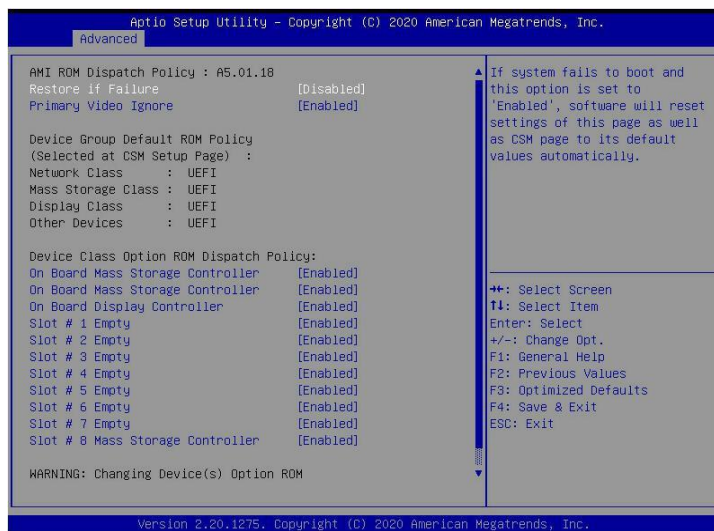 Aptio Setup Utility – Copyright (C) 2020 American Megatrends, Inc.
Advanced
AMI ROM Dispatch Policy : A5.01.18
Restore if Failure [Disabled]
Primary Video Ignore [Enabled]
Device Group Default ROM Policy
(Selected at CSM Setup Page) :
Network Class : UEFI
Mass Storage Class : UEFI
Display Class : UEFI
Other Devices : UEFI
Device Class Option ROM Dispatch Policy:
On Board Mass Storage Controller [Enabled]
On Board Mass Storage Controller [Enabled]
On Board Display Controller [Enabled]
Slot # 1 Empty [Enabled]
Slot # 2 Empty [Enabled]
Slot # 3 Empty [Enabled]
Slot # 4 Empty [Enabled]
Slot # 5 Empty [Enabled]
Slot # 6 Empty [Enabled]
Slot # 7 Empty [Enabled]
Slot # 8 Mass Storage Controller [Enabled]
WARNING: Changing Device(s) Option ROM
If system fails to boot and
this option is set to
'Enabled', software will reset
settings of this page as well
as CSM page to its default
values automatically.
→←: Select Screen
↑↓: Select Item
Enter: Select
+/-: Change Opt.
F1: General Help
F2: Previous Values
F3: Optimized Defaults
F4: Save & Exit
ESC: Exit
Version 2.20.1275. Copyright (C) 2020 American Megatrends, Inc.